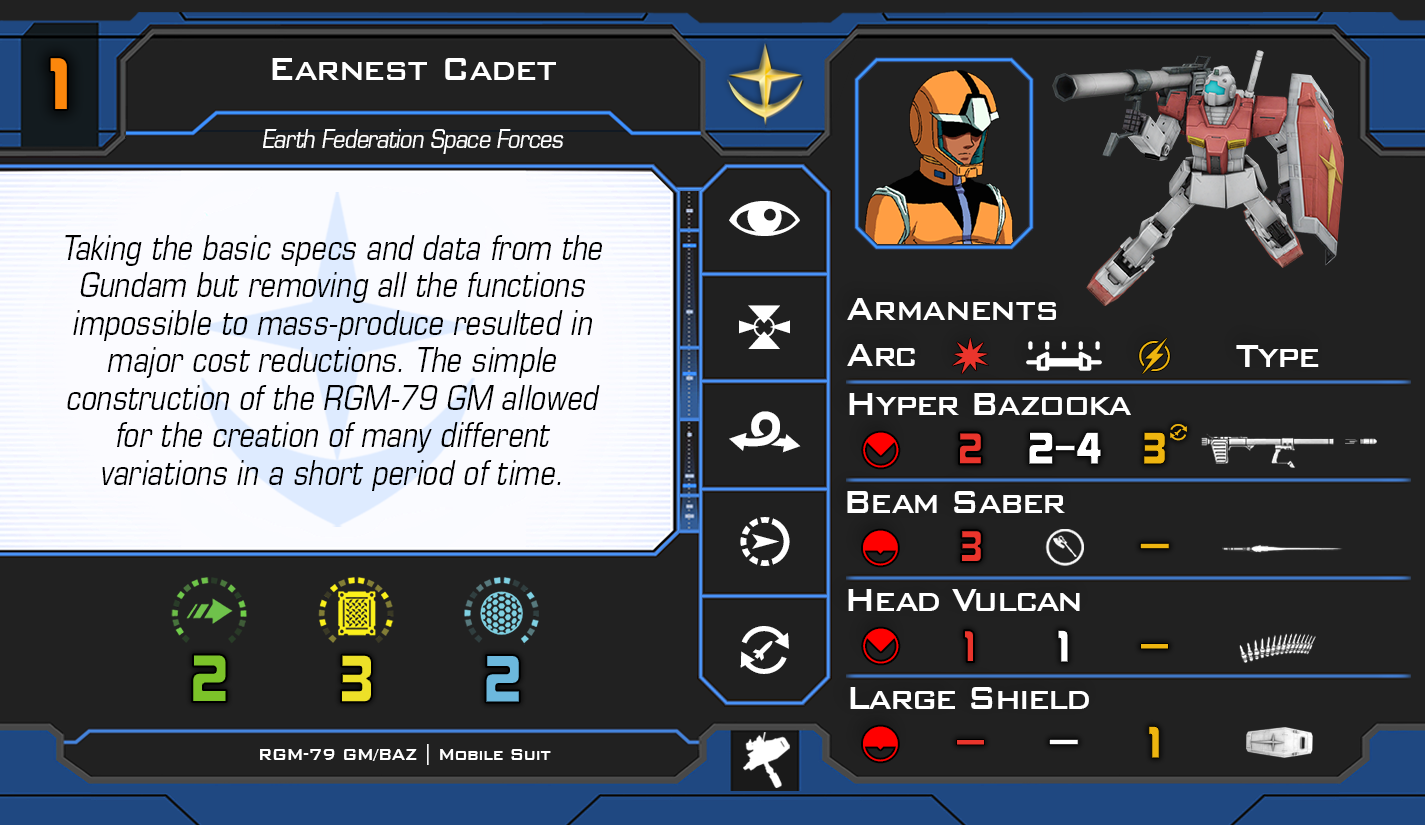 1
EARNEST CADET
Earth Federation Space Forces
Taking the basic specs and data from the
Gundam but removing all the functions
impossible to mass-produce resulted in
major cost reductions. The simple
construction of the RGM-79 GM allowed
for the creation of many different
variations in a short period of time.
2 3 2
RGM-79 GM/BAZ | MOBILE SUIT
ARMANENTS
ARC TYPE
HYPER BAZOOKA
2 2–4 3
BEAM SABER
3 –
HEAD VULCAN
1 1 –
LARGE SHIELD
– – 1